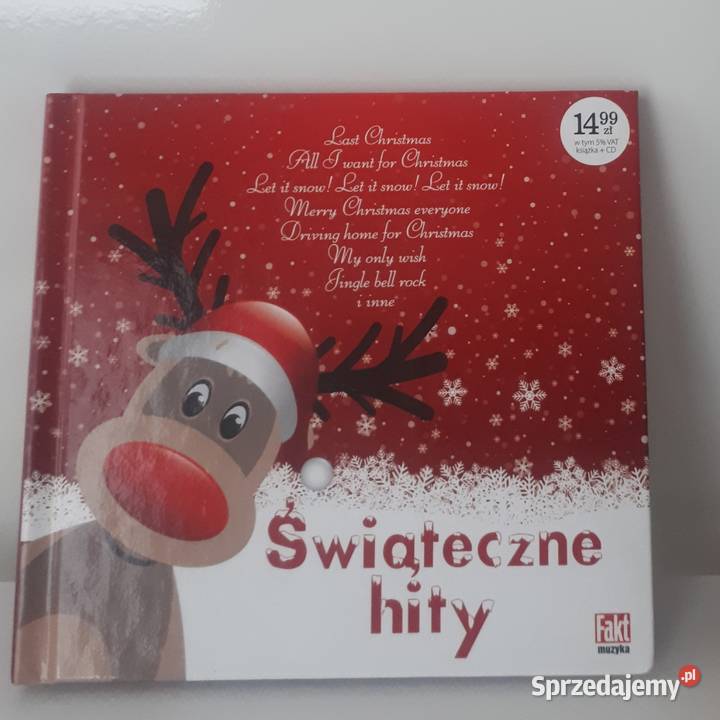 Last Christmas
All I want for Christmas
Let it snow! Let it snow! Let it snow!
Merry Christmas everyone
Driving home for Christmas
My only wish
Jingle bell rock
i inne
14 99
zł
w tym 5% VAT
książka + CD
Świąteczne
hity
Fakt
muzyka
Sprzedajemy.pl